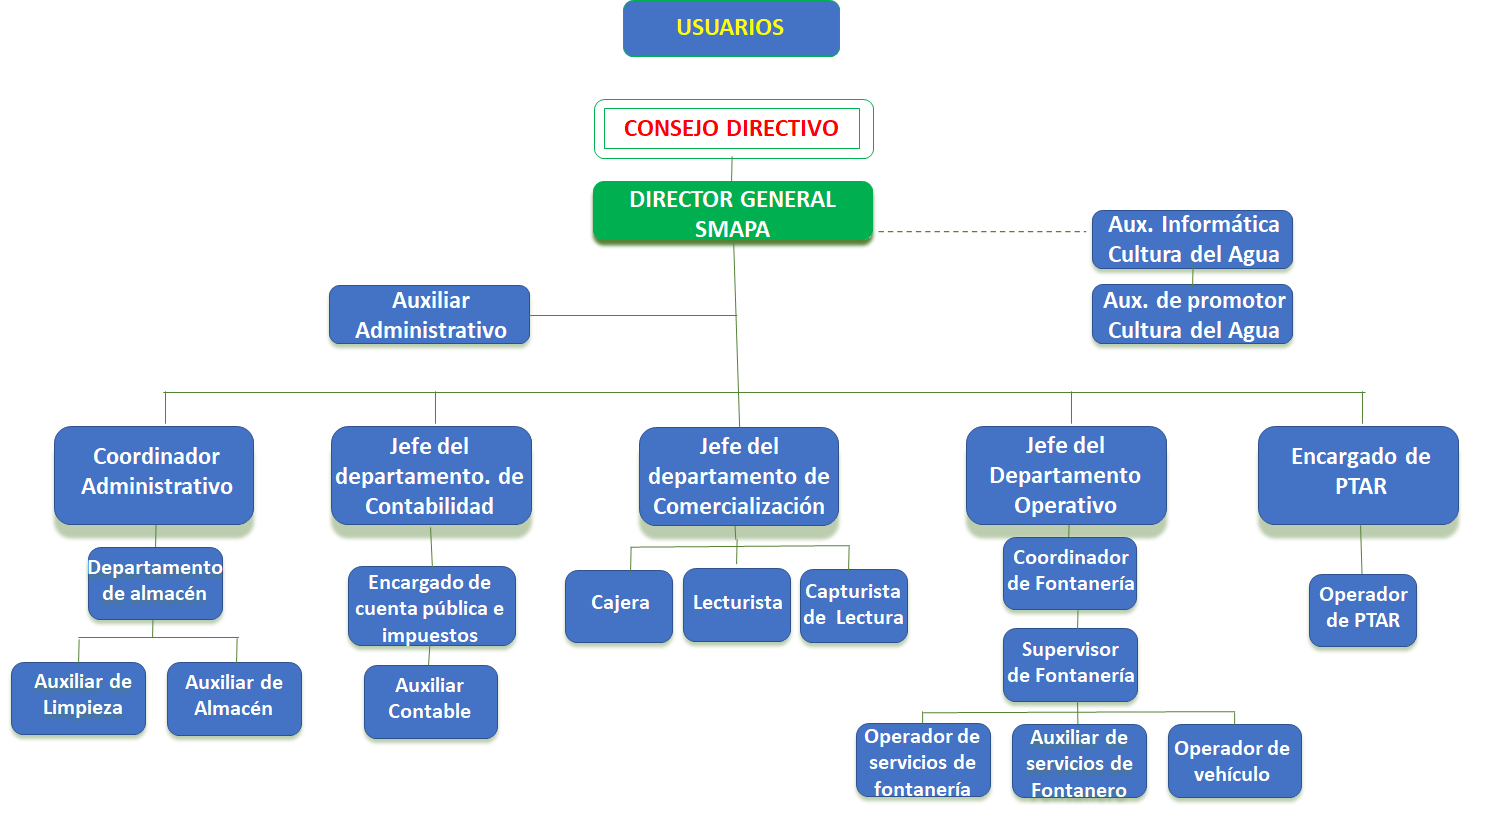 USUARIOS
CONSEJO DIRECTIVO
DIRECTOR GENERAL
SMAPA
Aux. Informática
Cultura del Agua
Aux. de promotor
Cultura del Agua
Auxiliar
Administrativo
Coordinador
Administrativo
Jefe del
departamento. de
Contabilidad
Jefe del
departamento de
Comercialización
Jefe del
Departamento
Operativo
Encargado de
PTAR
Departamento
de almacén
Auxiliar de
Limpieza
Auxiliar de
Almacén
Encargado de
cuenta pública e
impuestos
Auxiliar
Contable
Cajera
Lecturista
Capturista
de Lectura
Coordinador
de Fontanería
Supervisor
de Fontanería
Operador de
servicios de
fontanería
Auxiliar de
servicios de
Fontanero
Operador de
vehículo
Operador
de PTAR